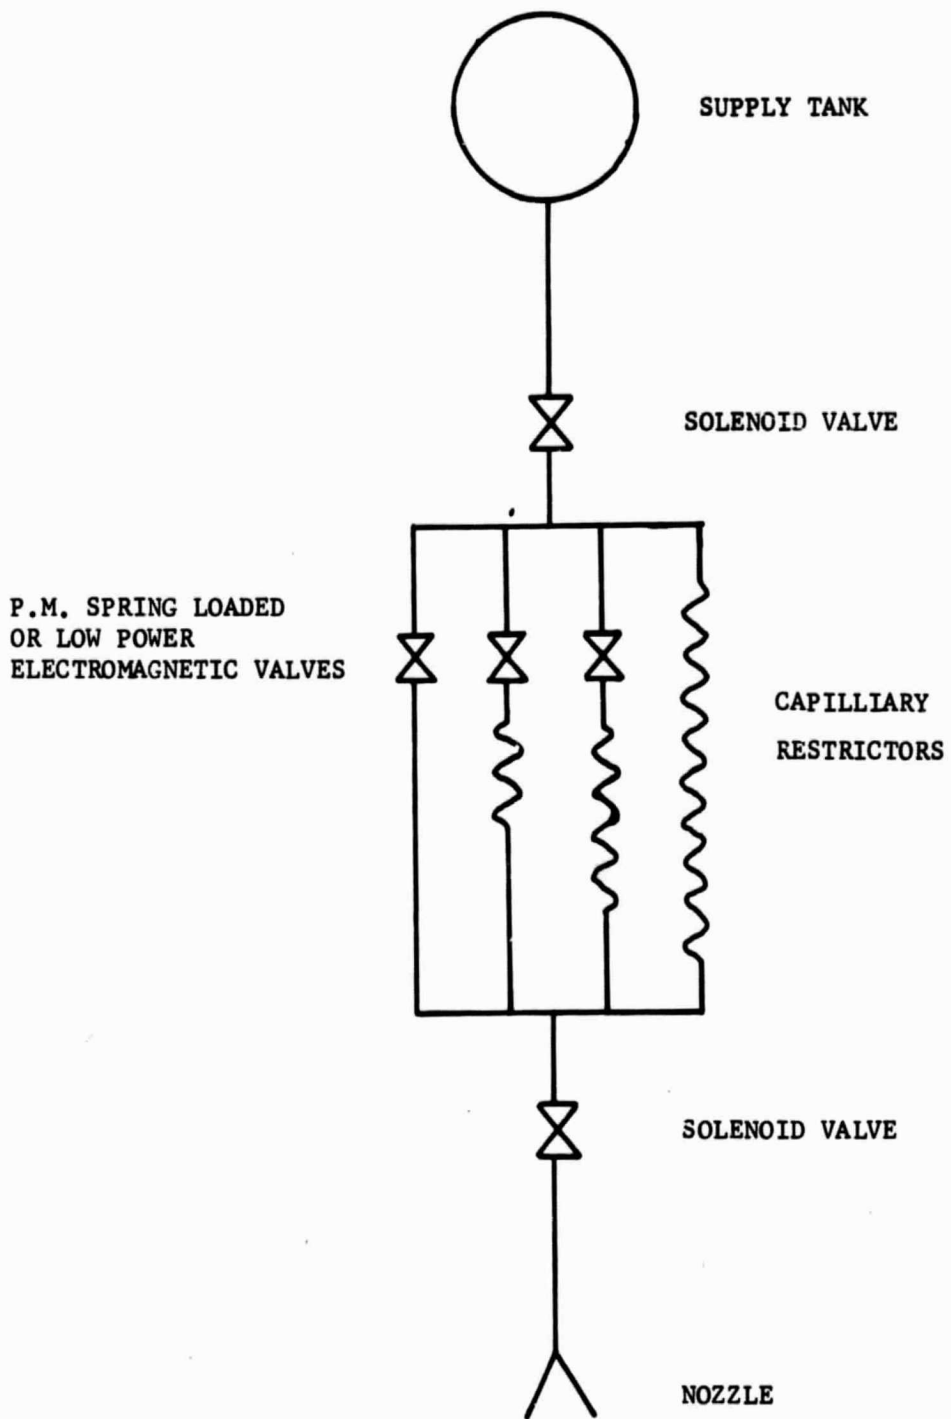 SUPPLY TANK
SOLENOID VALVE
P.M. SPRING LOADED
OR LOW POWER
ELECTROMAGNETIC VALVES
CAPILLIARY
RESTRICTORS
SOLENOID VALVE
NOZZLE